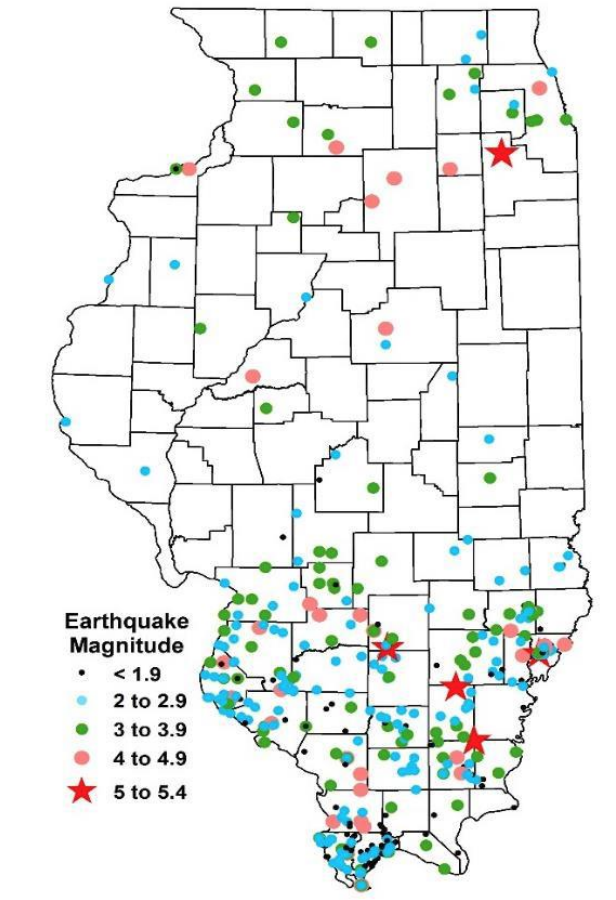 Earthquake
Magnitude
< 1.9
2 to 2.9
3 to 3.9
4 to 4.9
5 to 5.4